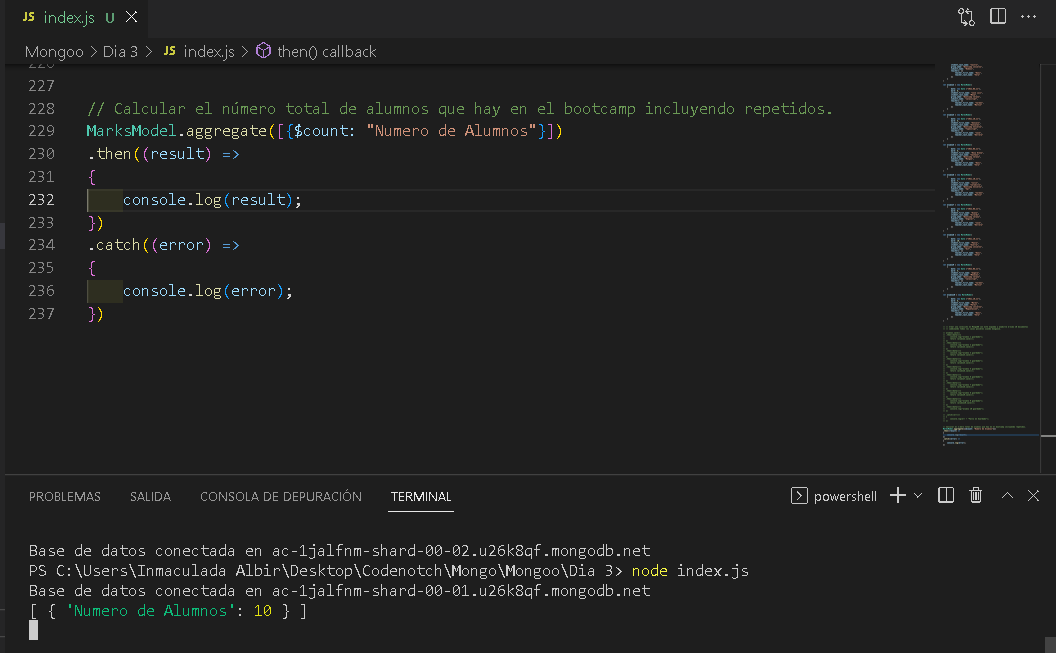 JS index.js U
Mongoo > Dia 3 > JS index.js > then() callback
226
227
228 // Calcular el número total de alumnos que hay en el bootcamp incluyendo repetidos.
229 MarksModel.aggregate([{$count: "Numero de Alumnos"}])
230 .then((result) =>
231 {
232 console.log(result);
233 })
234 .catch((error) =>
235 {
236 console.log(error);
237 })
PROBLEMAS SALIDA CONSOLA DE DEPURACIÓN TERMINAL powershell
Base de datos conectada en ac-1jalfnm-shard-00-02.u26k8qf.mongodb.net
PS C:\Users\Inmaculada Albir\Desktop\Codenotch\Mongo\Mongoo\Dia 3> node index.js
Base de datos conectada en ac-1jalfnm-shard-00-01.u26k8qf.mongodb.net
[ { 'Numero de Alumnos': 10 } ]